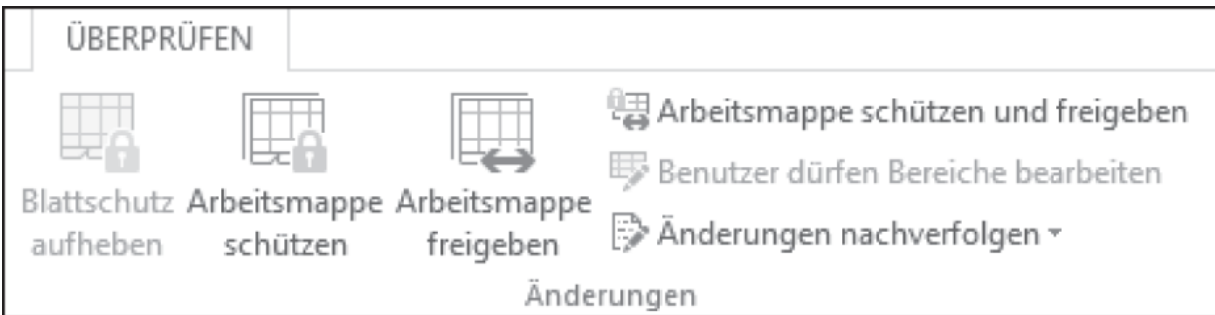 ÜBERPRÜFEN
Blattschutz
aufheben
Arbeitsmappe
schützen
Arbeitsmappe
freigeben
Arbeitsmappe schützen und freigeben
Benutzer dürfen Bereiche bearbeiten
Änderungen nachverfolgen
Änderungen